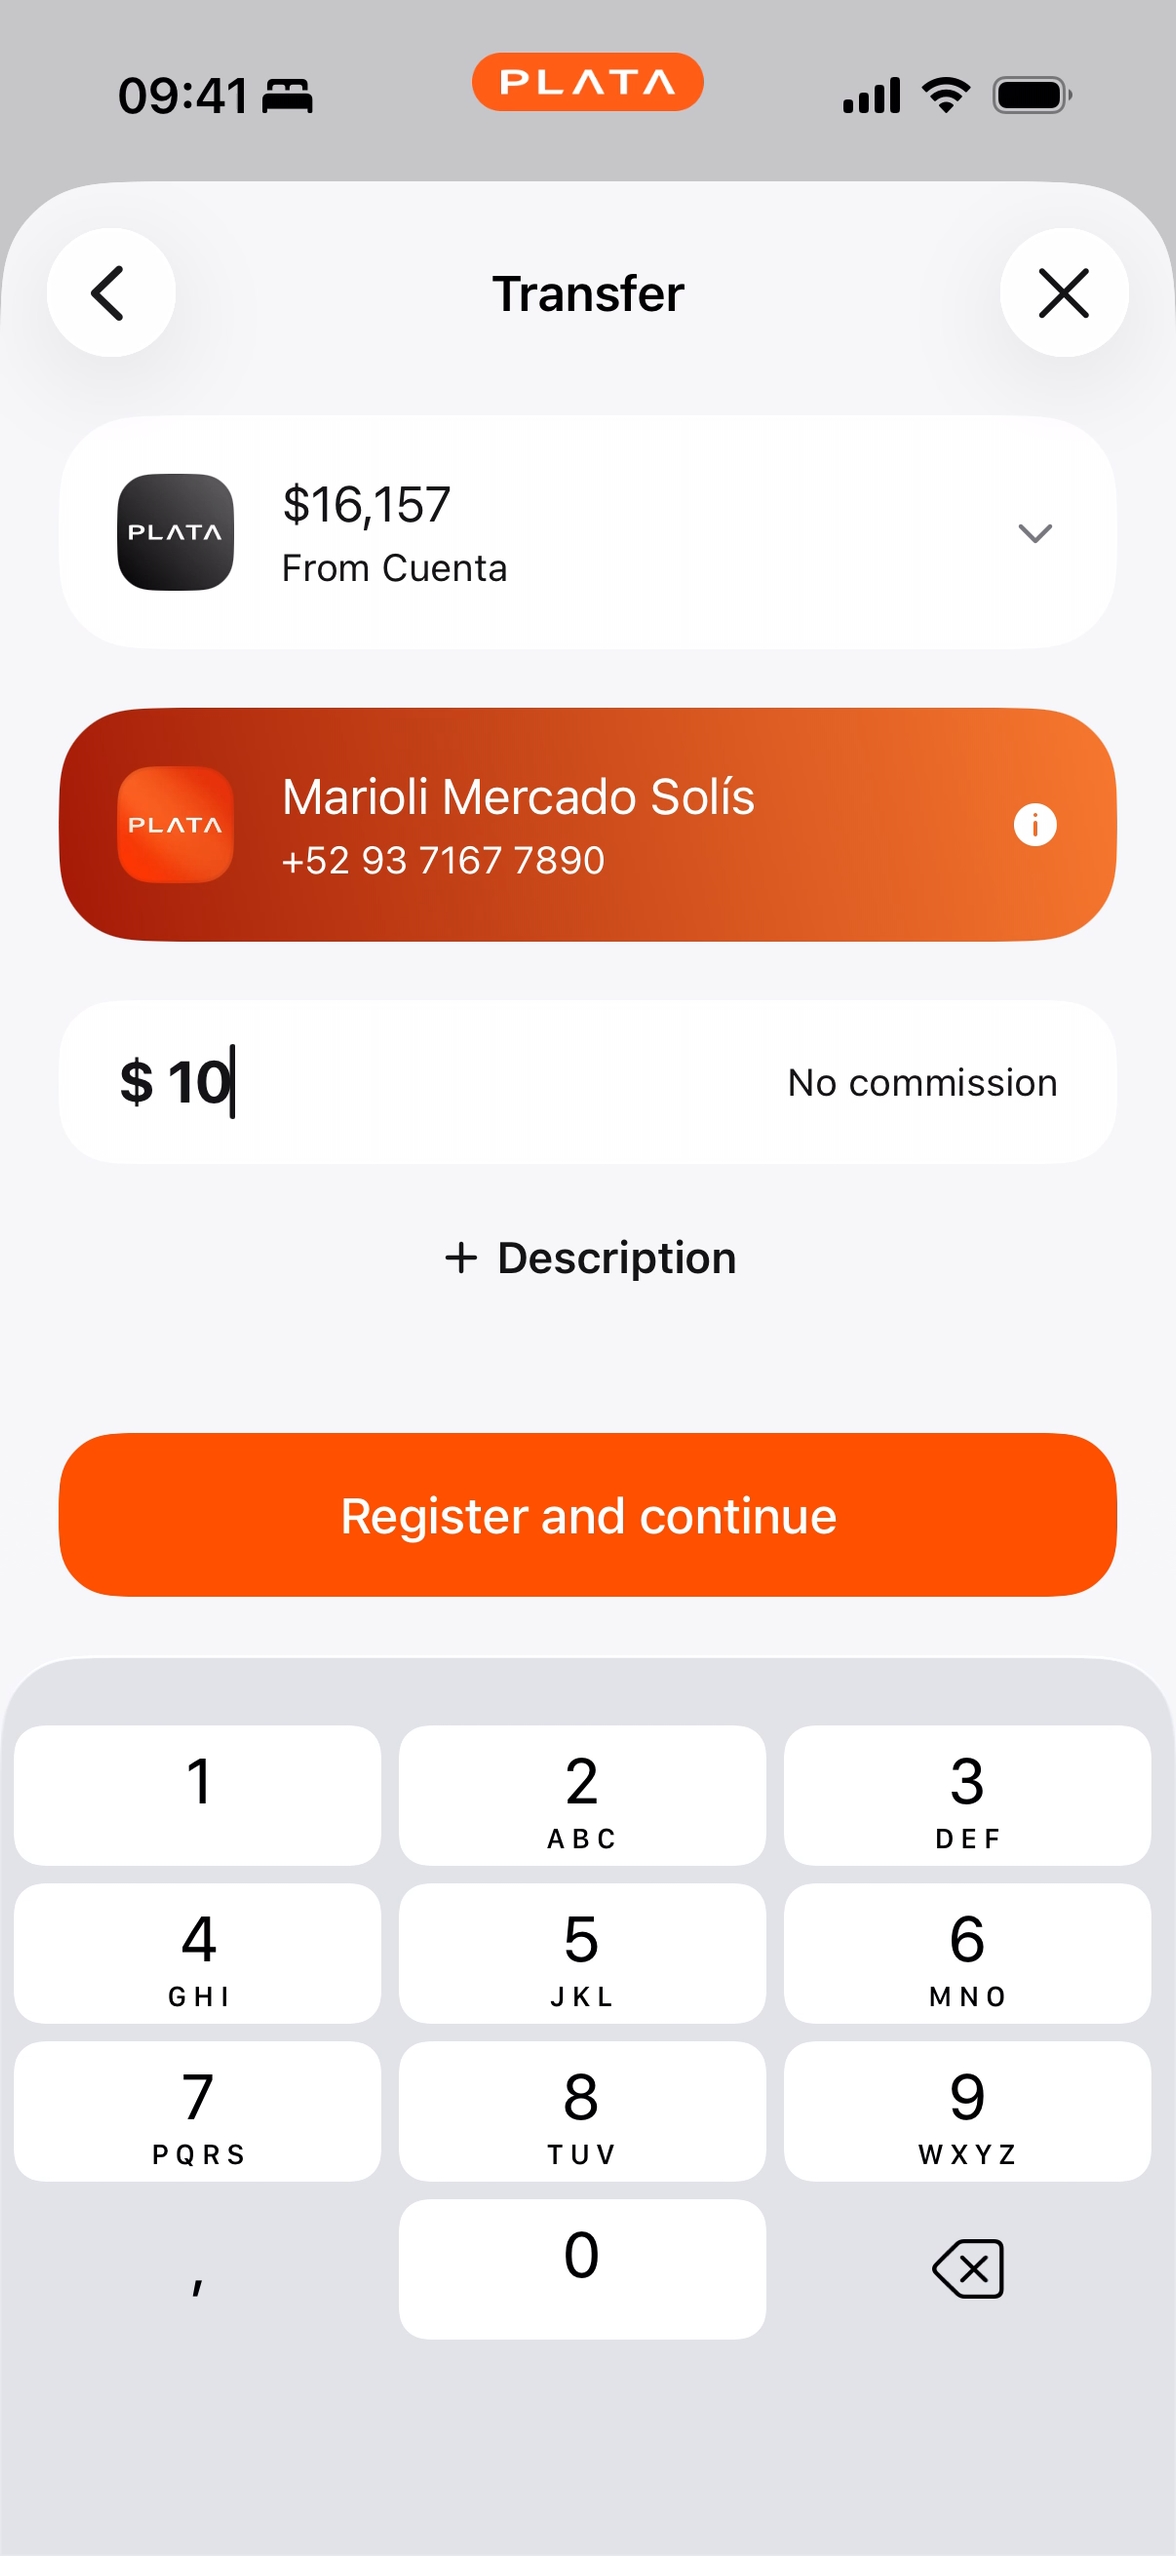 09:41
PLATA
Transfer
PLATA
$16,157
From Cuenta
PLATA
Marioli Mercado Solís
+52 93 7167 7890
$ 10
No commission
+ Description
Register and continue
1
2
ABC
3
DEF
4
GHI
5
JKL
6
MNO
7
PQRS
8
TUV
9
WXYZ
,
0